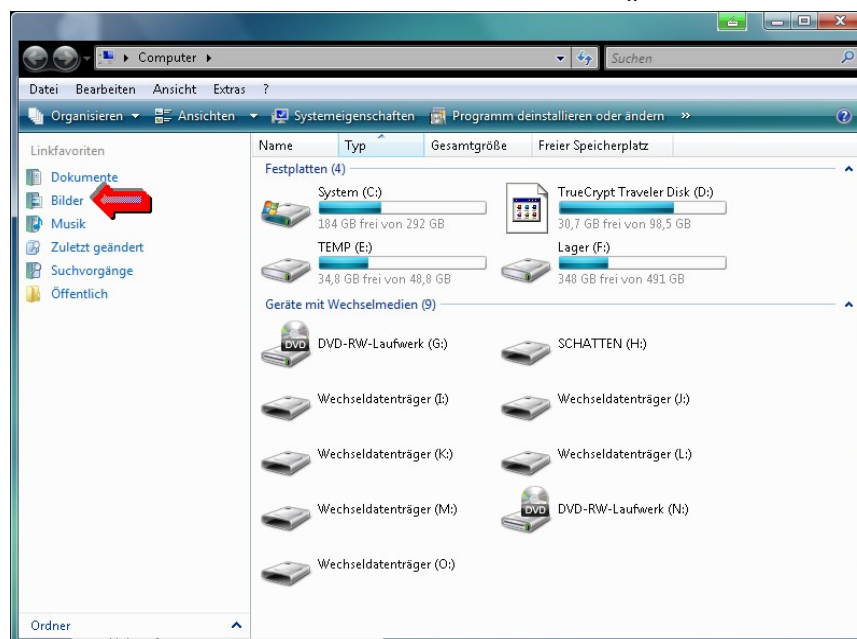 Computer
Suchen
Datei Bearbeiten Ansicht Extras ?
Organisieren Ansichten Systemeigenschaften Programm deinstallieren oder ändern »
Linkfavoriten
Dokumente
Bilder
Musik
Zuletzt geändert
Suchvorgänge
Öffentlich
Name Typ Gesamtgröße Freier Speicherplatz
Festplatten (4)
System (C:)
184 GB frei von 292 GB
TrueCrypt Traveler Disk (D:)
30,7 GB frei von 98,5 GB
TEMP (E:)
34,8 GB frei von 48,8 GB
Lager (F:)
348 GB frei von 491 GB
Geräte mit Wechselmedien (9)
DVD DVD-RW-Laufwerk (G:)
SCHATTEN (H:)
Wechseldatenträger (I:)
Wechseldatenträger (J:)
Wechseldatenträger (K:)
Wechseldatenträger (L:)
Wechseldatenträger (M:)
DVD DVD-RW-Laufwerk (N:)
Wechseldatenträger (O:)
Ordner